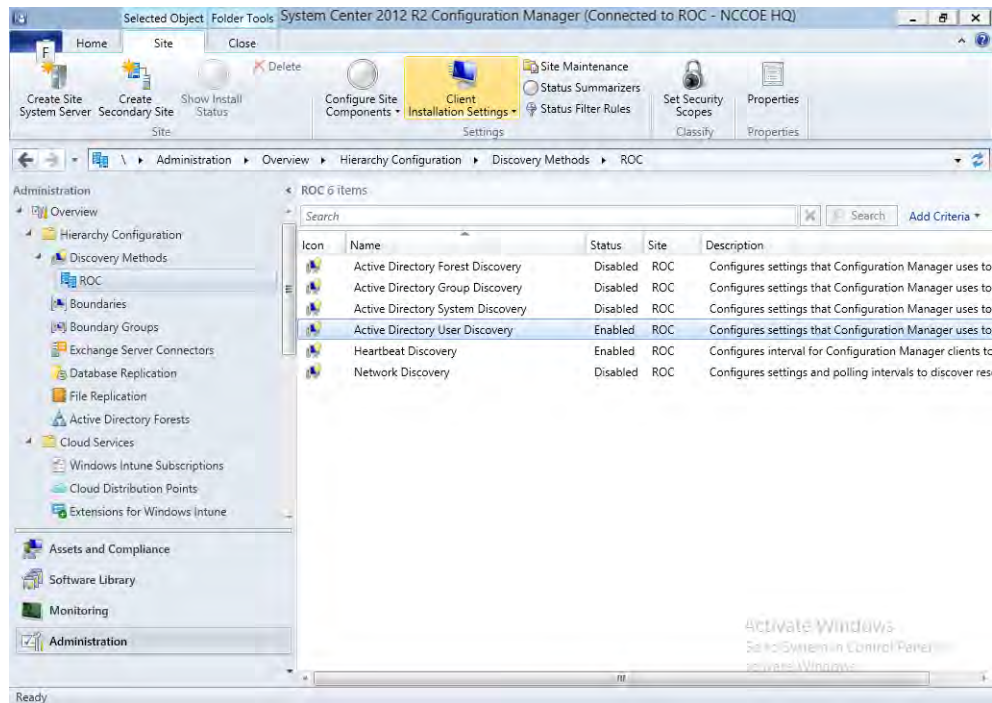 Selected Object Folder Tools System Center 2012 R2 Configuration Manager (Connected to ROC - NCCOE HQ)
F Home Site Close
Create Site System Server
Create Secondary Site
Show Install Status
Delete
Site
Configure Site Components
Client Installation Settings
Site Maintenance
Status Summarizers
Status Filter Rules
Settings
Set Security Scopes
Classify
Properties
Properties
\ Administration Overview Hierarchy Configuration Discovery Methods ROC
Administration
Overview
Hierarchy Configuration
Discovery Methods
ROC
Boundaries
Boundary Groups
Exchange Server Connectors
Database Replication
File Replication
Active Directory Forests
Cloud Services
Windows Intune Subscriptions
Cloud Distribution Points
Extensions for Windows Intune
Assets and Compliance
Software Library
Monitoring
Administration
ROC 6 items
Search Search Add Criteria
Icon Name Status Site Description
Active Directory Forest Discovery Disabled ROC Configures settings that Configuration Manager uses to
Active Directory Group Discovery Disabled ROC Configures settings that Configuration Manager uses to
Active Directory System Discovery Disabled ROC Configures settings that Configuration Manager uses to
Active Directory User Discovery Enabled ROC Configures settings that Configuration Manager uses to
Heartbeat Discovery Enabled ROC Configures interval for Configuration Manager clients to
Network Discovery Disabled ROC Configures settings and polling intervals to discover res
Activate Windows
Go to System in Control Panel to
activate Windows.
Ready